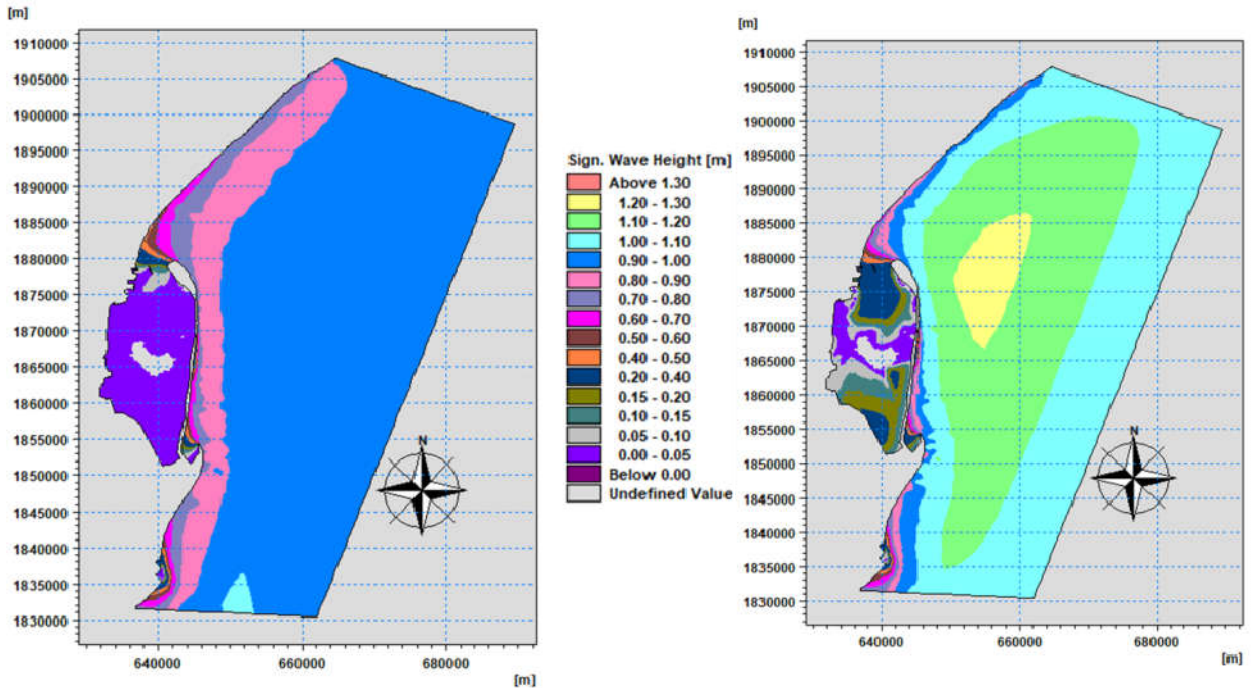 [m]
1910000
1905000
1900000
1895000
1890000
1885000
1880000
1875000
1870000
1865000
1860000
1855000
1850000
1845000
1840000
1835000
1830000
640000 660000 680000
[m]
N
Sign. Wave Height [m]
Above 1.30
1.20 - 1.30
1.10 - 1.20
1.00 - 1.10
0.90 - 1.00
0.80 - 0.90
0.70 - 0.80
0.60 - 0.70
0.50 - 0.60
0.40 - 0.50
0.20 - 0.40
0.15 - 0.20
0.10 - 0.15
0.05 - 0.10
0.00 - 0.05
Below 0.00
Undefined Value
[m]
1910000
1905000
1900000
1895000
1890000
1885000
1880000
1875000
1870000
1865000
1860000
1855000
1850000
1845000
1840000
1835000
1830000
640000 660000 680000
[m]
N